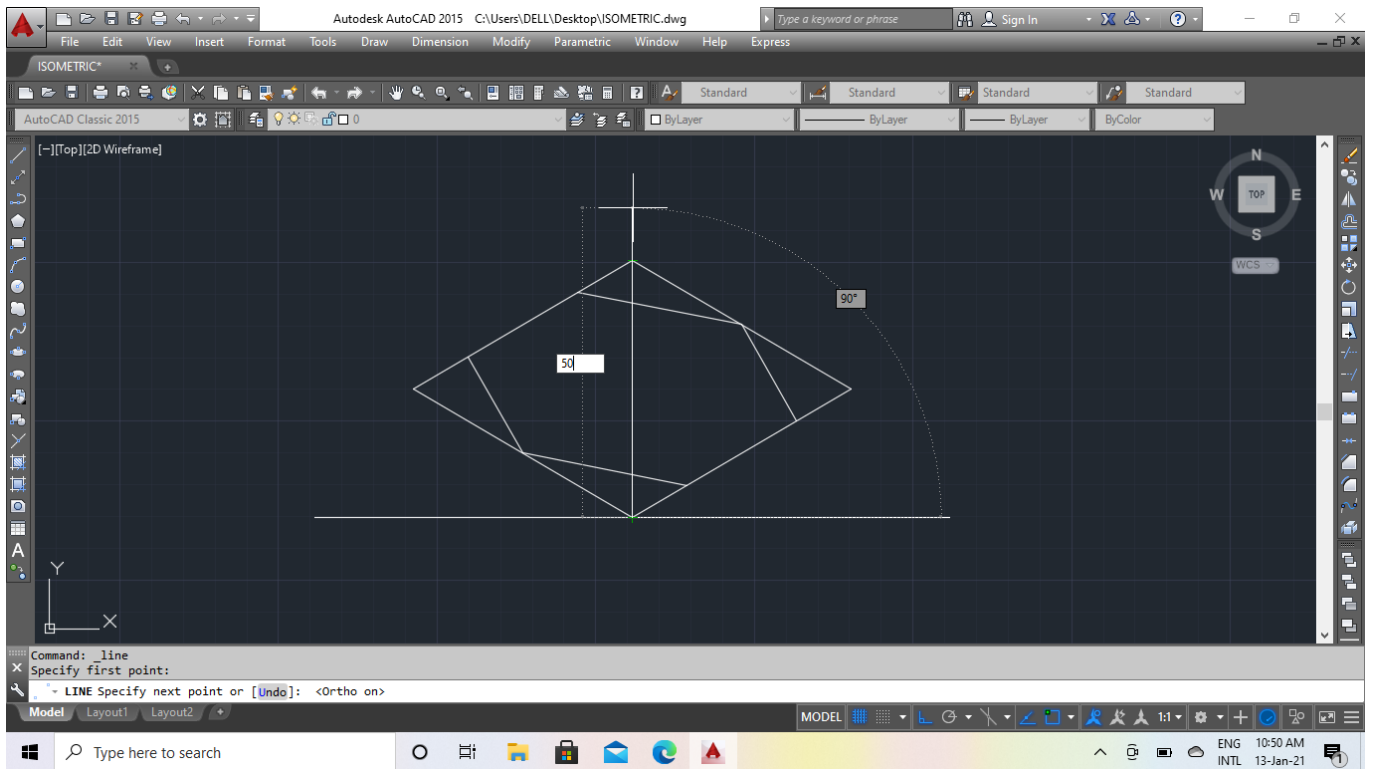 Autodesk AutoCAD 2015 C:\Users\DELL\Desktop\ISOMETRIC.dwg Type a keyword or phrase Sign In
File Edit View Insert Format Tools Draw Dimension Modify Parametric Window Help Express
ISOMETRIC*
Standard Standard Standard Standard
AutoCAD Classic 2015 0 ByLayer ByLayer ByLayer ByColor
[−][Top][2D Wireframe]
N
W TOP E
S
WCS
90°
50
Y
X
Command: _line
Specify first point:
LINE Specify next point or [Undo]: <Ortho on>
Model Layout1 Layout2 + MODEL 1:1
Type here to search
ENG 10:50 AM
INTL 13-Jan-21
1